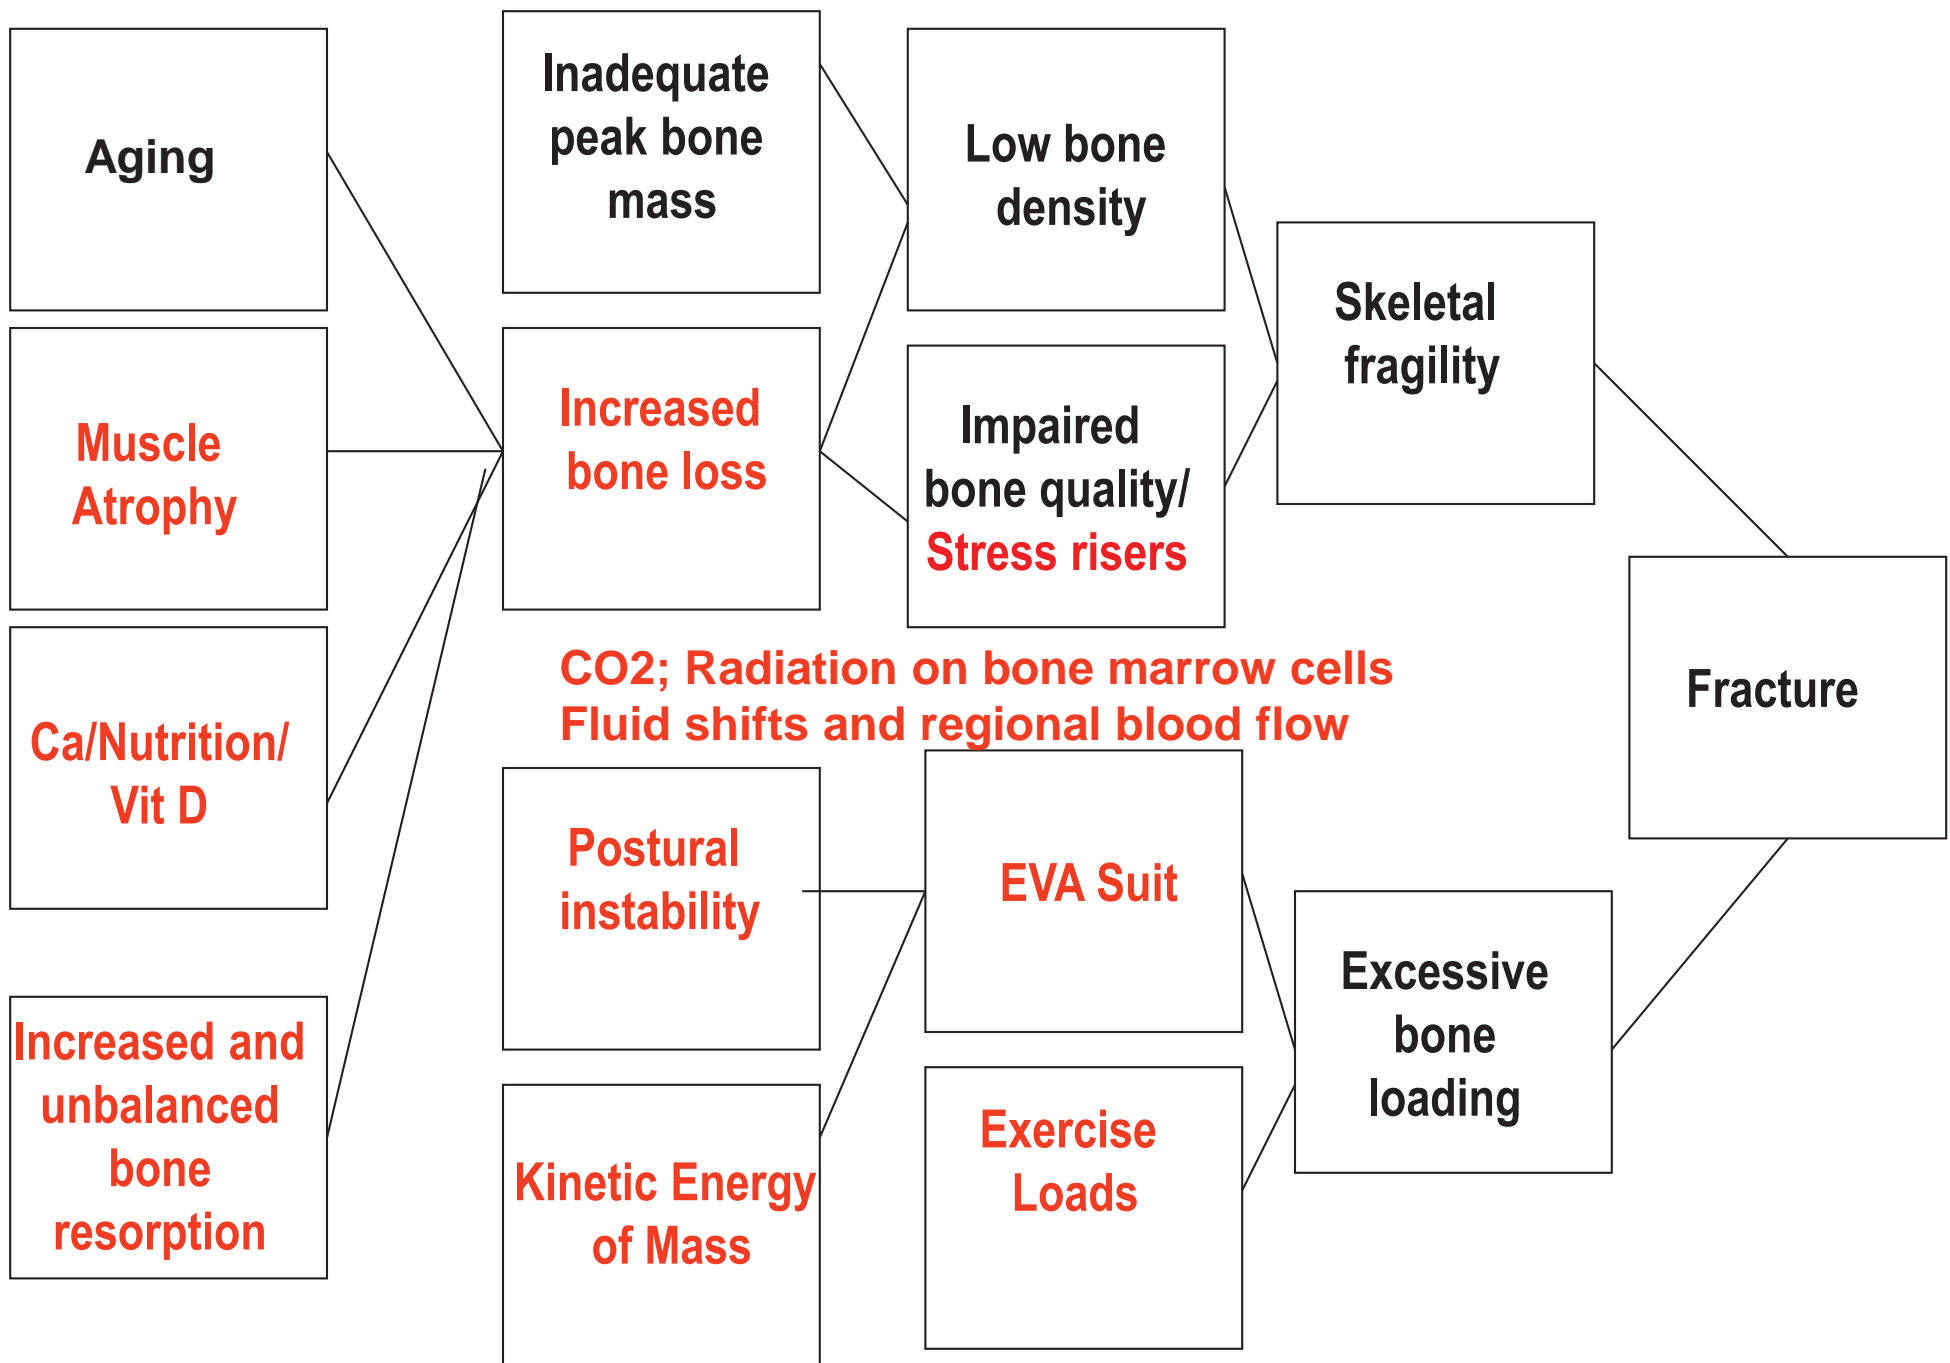 Aging
Muscle
Atrophy
Ca/Nutrition/
Vit D
Increased and
unbalanced
bone
resorption
Inadequate
peak bone
mass
Increased
bone loss
CO2; Radiation on bone marrow cells
Fluid shifts and regional blood flow
Postural
instability
Kinetic Energy
of Mass
Low bone
density
Impaired
bone quality/
Stress risers
EVA Suit
Exercise
Loads
Skeletal
fragility
Excessive
bone
loading
Fracture